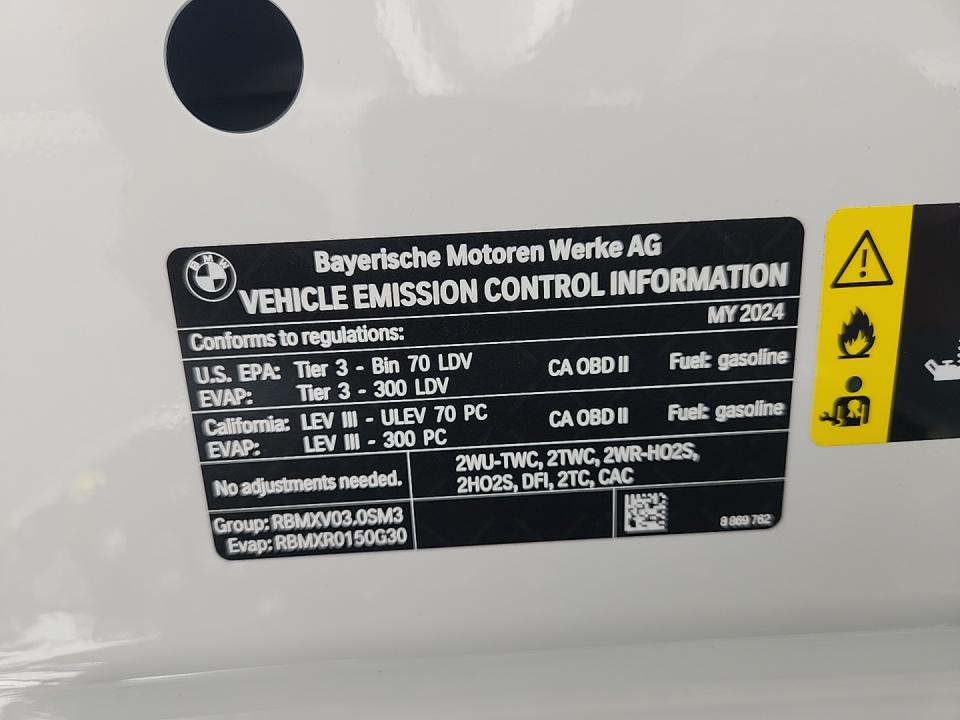 BMW
Bayerische Motoren Werke AG
VEHICLE EMISSION CONTROL INFORMATION
MY 2024
Conforms to regulations:
U.S. EPA: Tier 3 - Bin 70 LDV CA OBD II Fuel: gasoline
EVAP: Tier 3 - 300 LDV
California: LEV III - ULEV 70 PC CA OBD II Fuel: gasoline
EVAP: LEV III - 300 PC
No adjustments needed.
2WU-TWC, 2TWC, 2WR-HO2S,
2HO2S, DFI, 2TC, CAC
Group: RBMXV03.0SM3
Evap: RBMXR0150G30
8 869 762